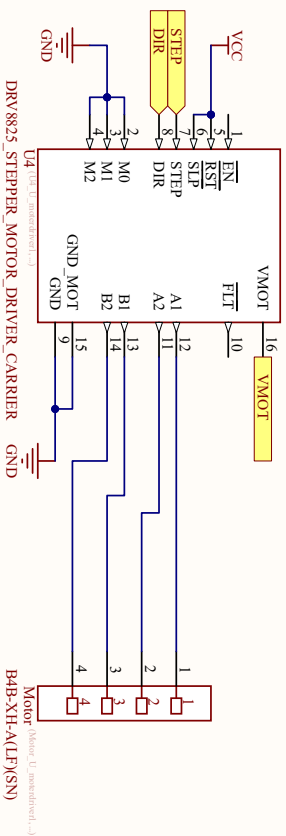 VMOT 16 VMOT
VCC
1 EN FLT 10
5 RST
6 SLP
STEP 7 STEP A1 12 1 1
DIR 8 DIR A2 11 2 2
2 M0 B1 13 3 3
3 M1 B2 14 4 4
4 M2
GND_MOT 15
GND 9
GND
GND
U4 (U4_U_moterdriver1,...)
DRV8825_STEPPER_MOTOR_DRIVER_CARRIER
Motor (Motor_U_moterdriver1,...)
B4B-XH-A(LF)(SN)